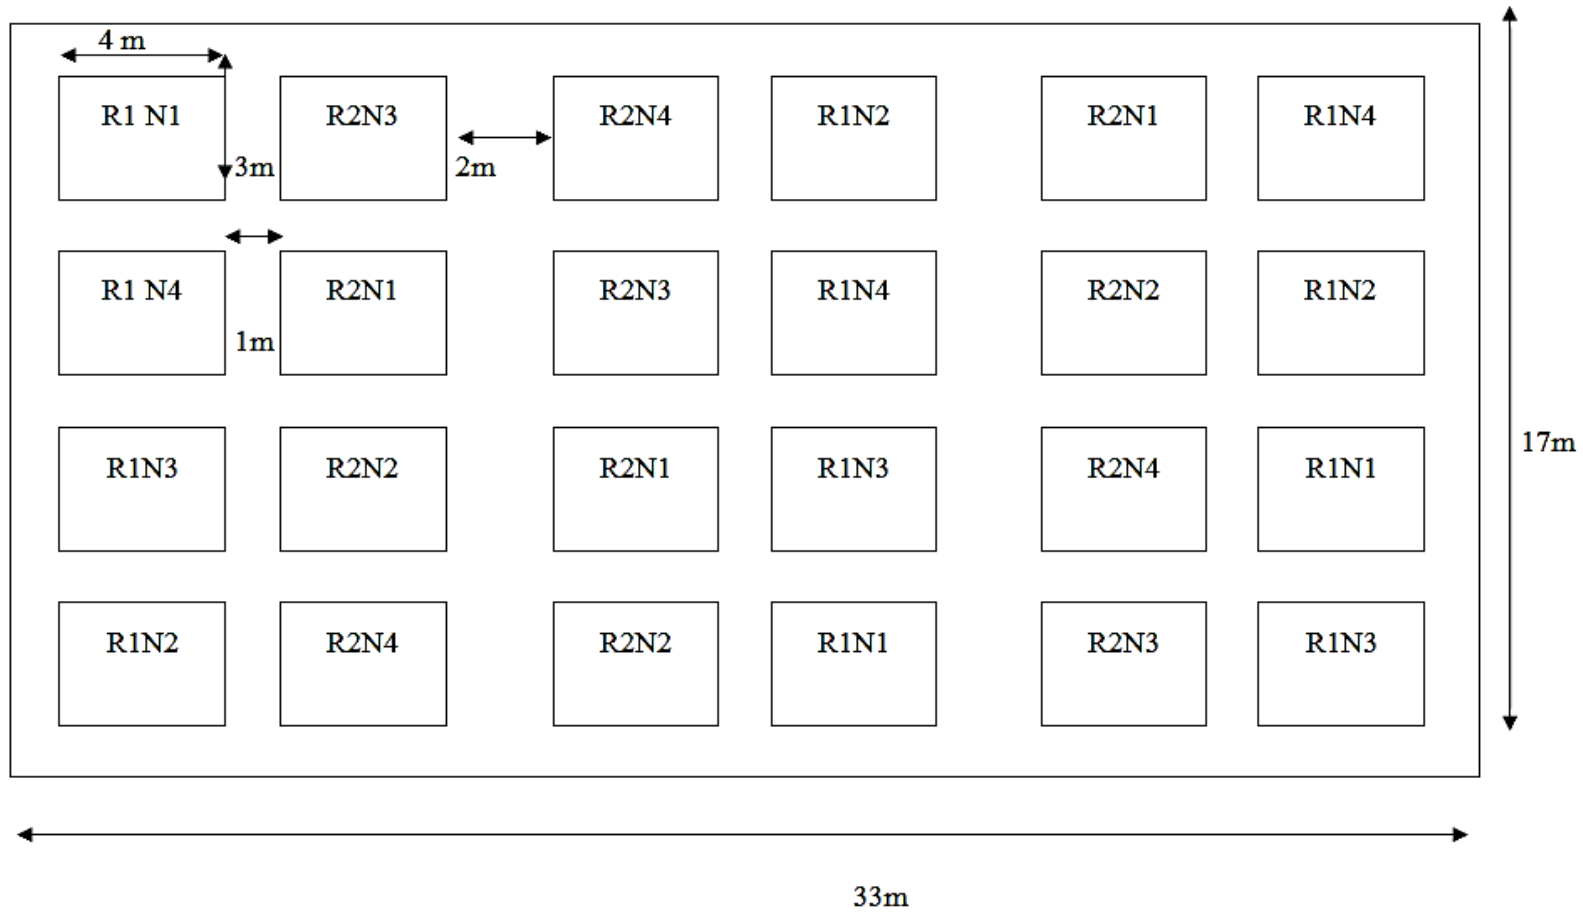 4 m
R1 N1 R2N3 R2N4 R1N2 R2N1 R1N4
3m 2m
R1 N4 R2N1 R2N3 R1N4 R2N2 R1N2
1m
17m
R1N3 R2N2 R2N1 R1N3 R2N4 R1N1
R1N2 R2N4 R2N2 R1N1 R2N3 R1N3
33m